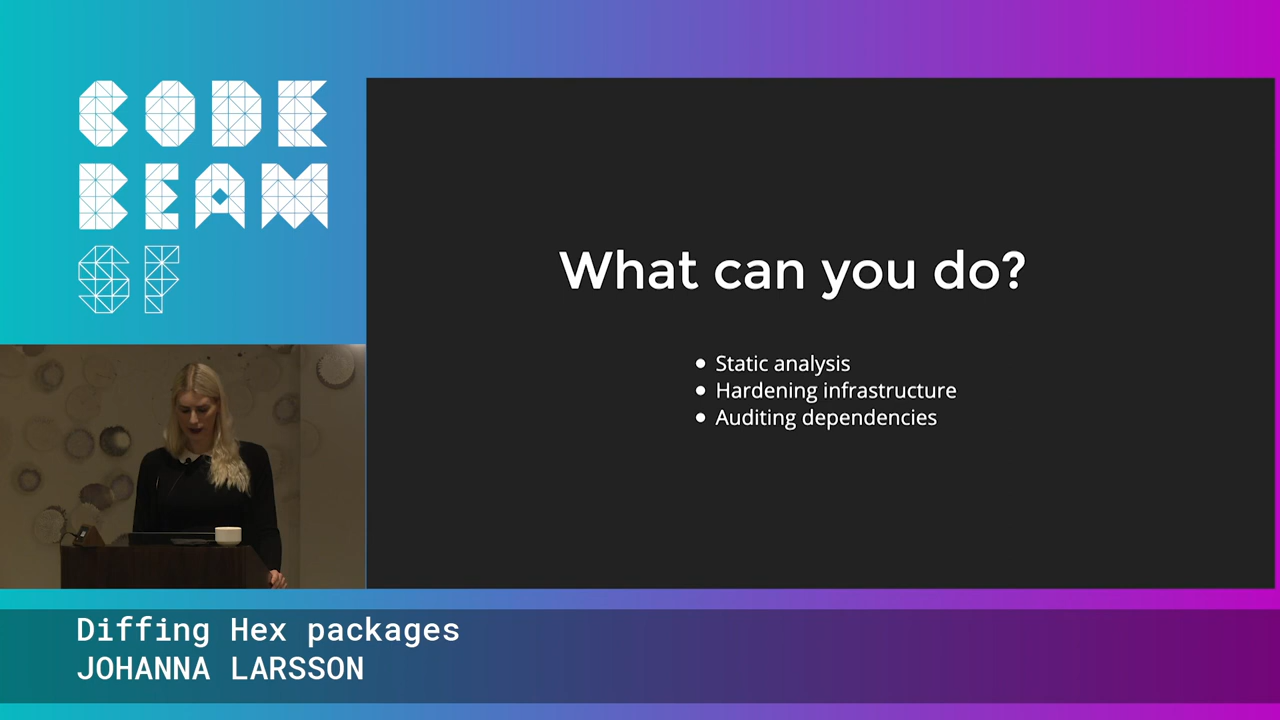 CODE
BEAM
SF
What can you do?
• Static analysis
• Hardening infrastructure
• Auditing dependencies
Diffing Hex packages
JOHANNA LARSSON